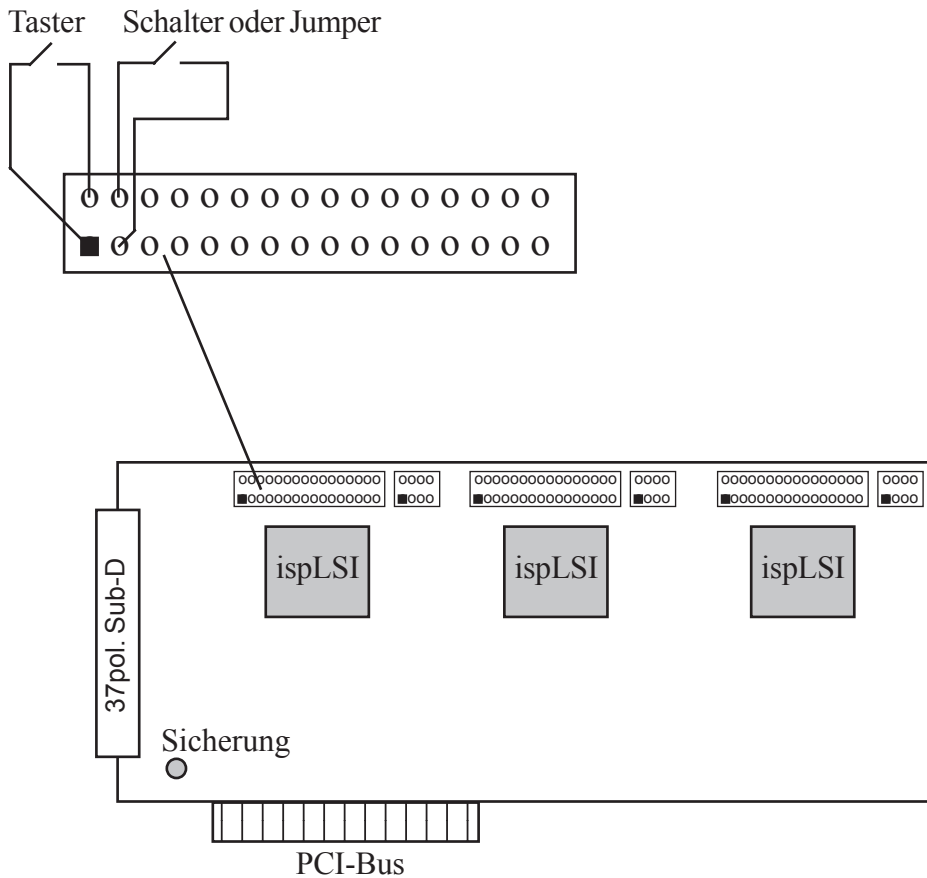 Taster
Schalter oder Jumper
ispLSI
ispLSI
ispLSI
37pol. Sub-D
Sicherung
PCI-Bus